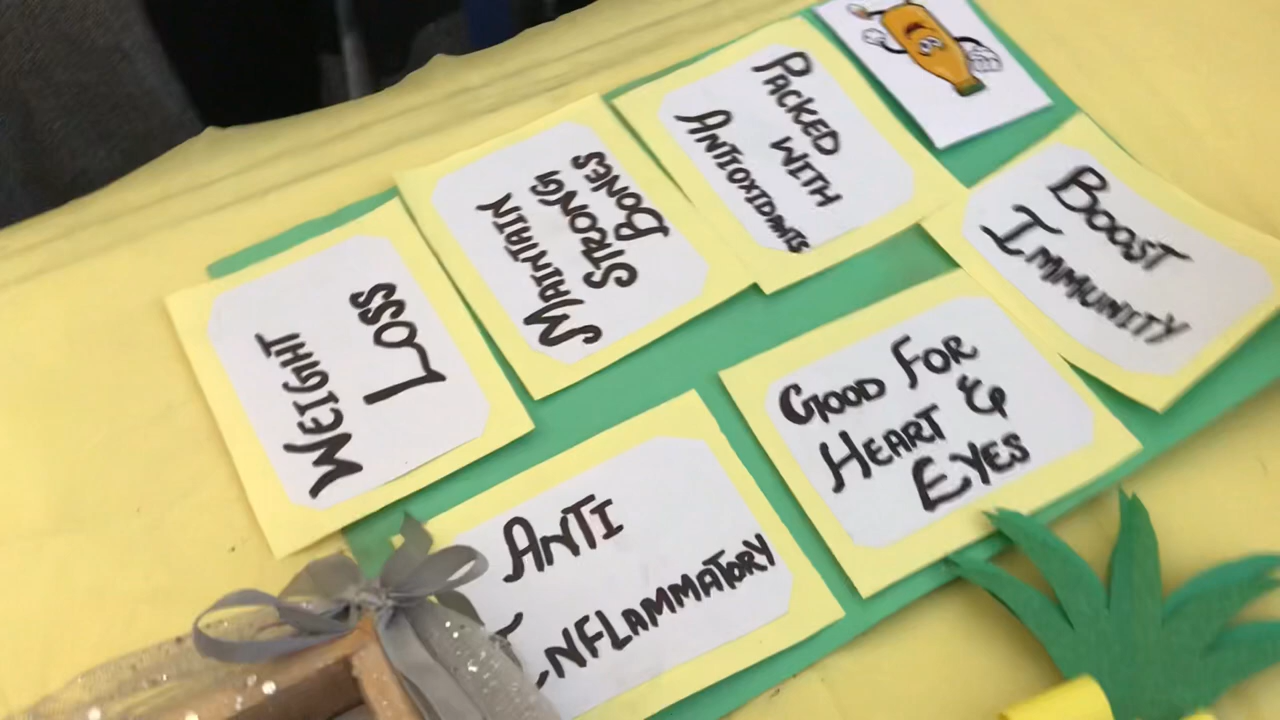 WEIGHT
LOSS
MAINTAIN
STRONG
BONES
PACKED
WITH
ANTIOXIDANTS
BOOST
IMMUNITY
GOOD FOR
HEART &
EYES
ANTI
INFLAMMATORY